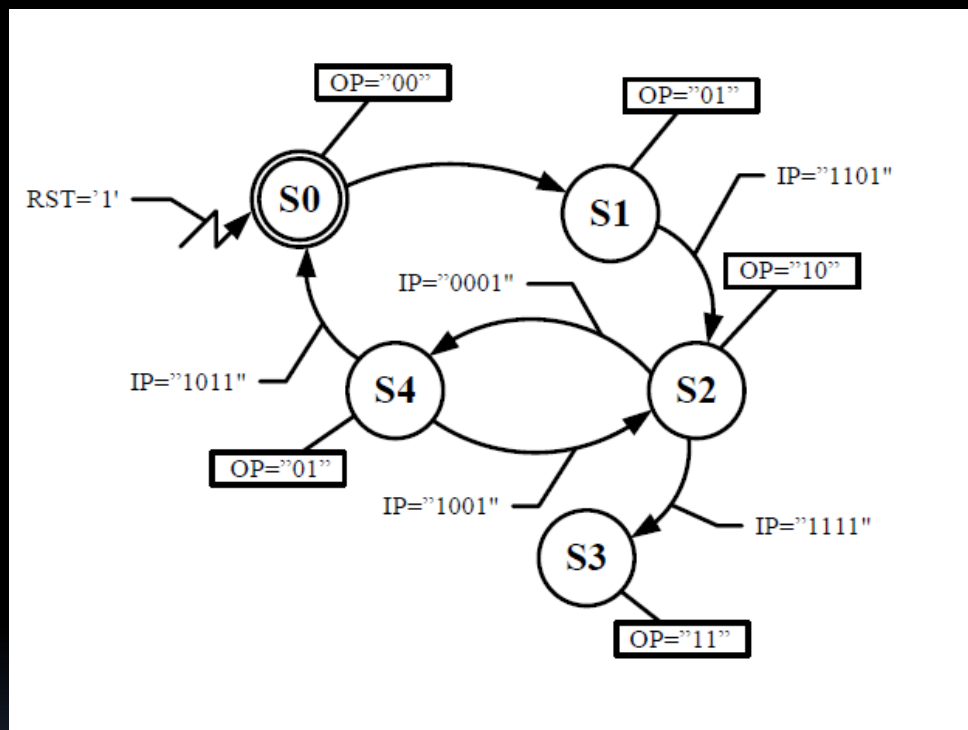 OP=”00”
OP=”01”
RST=’1'
S0
S1
IP=”1101"
OP=”10”
IP=”0001"
IP=”1011"
S4
S2
OP=”01”
IP=”1001"
IP=”1111"
S3
OP=”11”